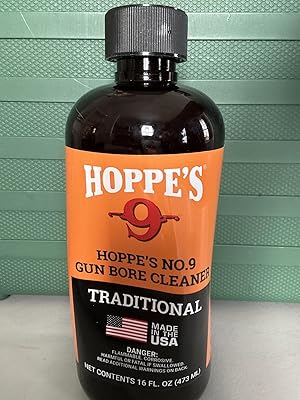 HOPPE'S
9
HOPPE'S NO.9
GUN BORE CLEANER
TRADITIONAL
MADE IN THE
USA
DANGER:
FLAMMABLE. CORROSIVE.
HARMFUL OR FATAL IF SWALLOWED.
READ ADDITIONAL WARNINGS ON BACK.
NET CONTENTS 16 FL. OZ (473 ML)